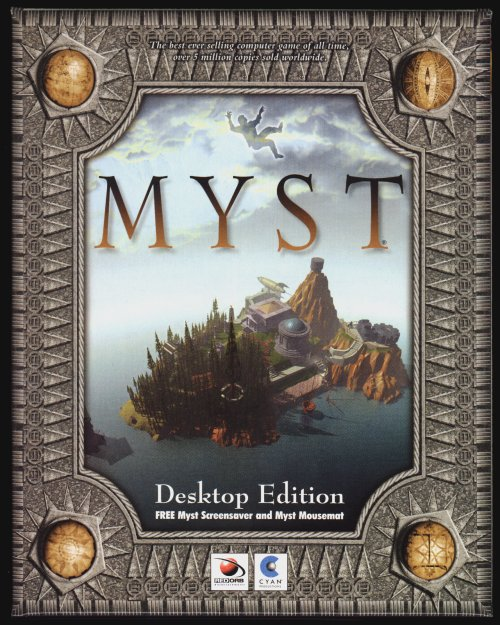 The best ever selling computer game of all time,
over 5 million copies sold worldwide.
MYST®
Desktop Edition
FREE Myst Screensaver and Myst Mousemat
REDORB
CYAN